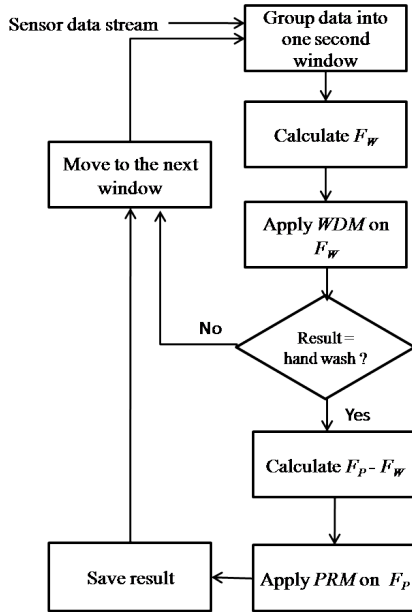 Sensor data stream
Group data into
one second
window
Calculate F_W
Move to the next
window
Apply WDM on
F_W
No
Result =
hand wash ?
Yes
Calculate F_P - F_W
Save result
Apply PRM on F_P